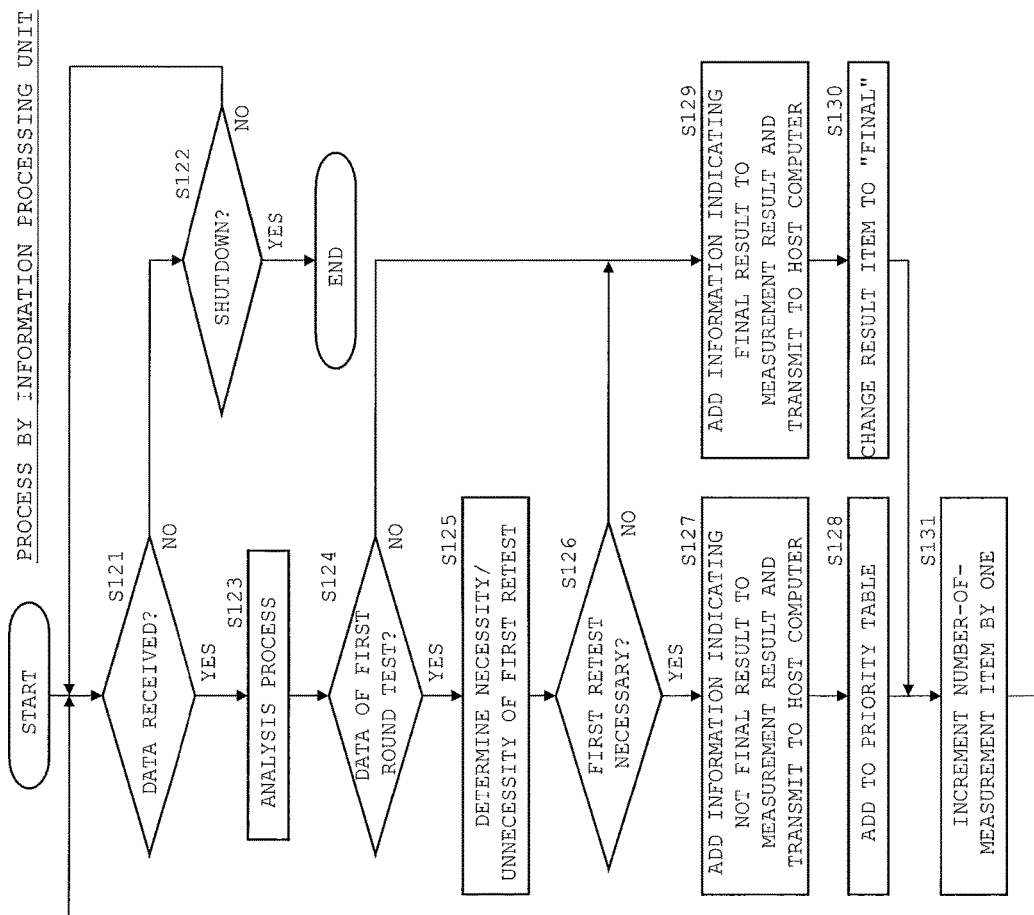 PROCESS BY INFORMATION PROCESSING UNIT
START
S121
DATA RECEIVED?
NO
YES
S122
SHUTDOWN?
NO
YES
END
S123
ANALYSIS PROCESS
S124
DATA OF FIRST
ROUND TEST?
NO
YES
S125
DETERMINE NECESSITY/
UNNECESSITY OF FIRST RETEST
S126
FIRST RETEST
NECESSARY?
NO
YES
S127
ADD INFORMATION INDICATING
NOT FINAL RESULT TO
MEASUREMENT RESULT AND
TRANSMIT TO HOST COMPUTER
S128
ADD TO PRIORITY TABLE
S129
ADD INFORMATION INDICATING
FINAL RESULT TO
MEASUREMENT RESULT AND
TRANSMIT TO HOST COMPUTER
S130
CHANGE RESULT ITEM TO "FINAL"
S131
INCREMENT NUMBER-OF-
MEASUREMENT ITEM BY ONE